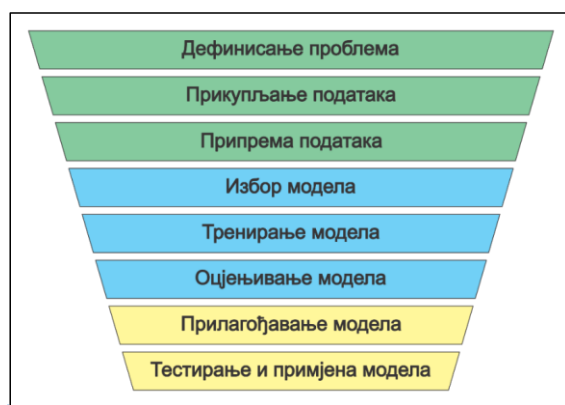 Дефинисање проблема
Прикупљање података
Припрема података
Избор модела
Тренирање модела
Оцјењивање модела
Прилагођавање модела
Тестирање и примјена модела